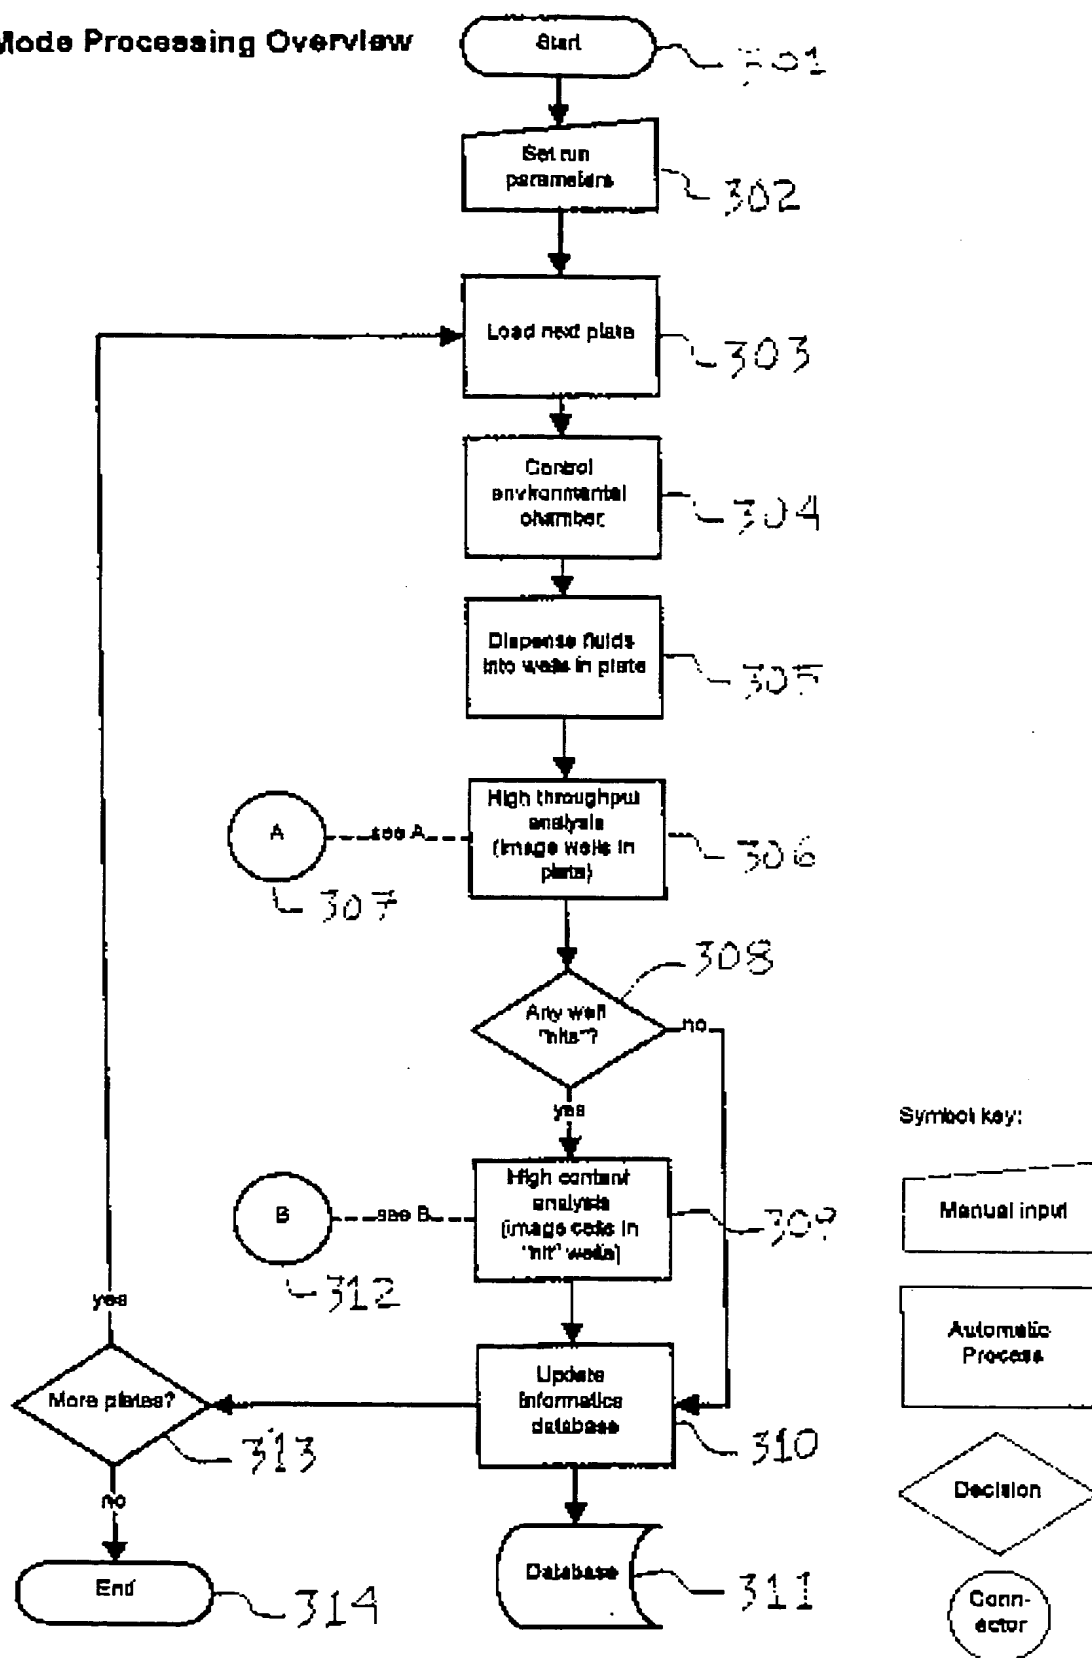 Mode Processing Overview
Start
301
Set run
parameters
302
Load next plate
303
Control
environmental
chamber
304
Dispense fluids
into wells in plate
305
High throughput
analysis
(image wells in
plate)
306
A
see A
307
308
Any well
"hits"?
no
yes
High content
analysis
(image cells in
"hit" wells)
309
B
see B
312
Update
informatics
database
310
yes
More plates?
313
no
End
314
Database
311
Symbol key:
Manual input
Automatic
Process
Decision
Conn-
ector